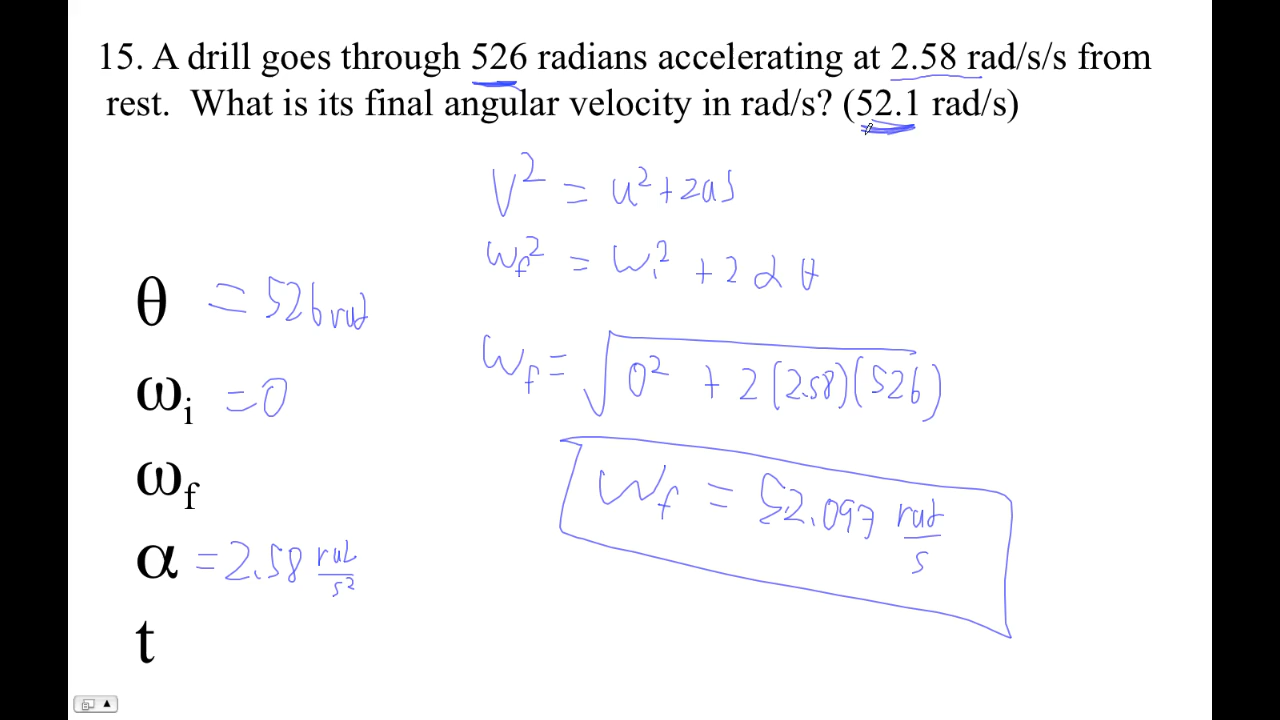 15. A drill goes through 526 radians accelerating at 2.58 rad/s/s from
rest. What is its final angular velocity in rad/s? (52.1 rad/s)
v² = u² + 2as
ωf² = ωi² + 2αθ
θ = 526 rad
ωf = √(0² + 2(2.58)(526))
ωi = 0
ωf
ωf = 52.097 rad/s
α = 2.58 rad/s²
t